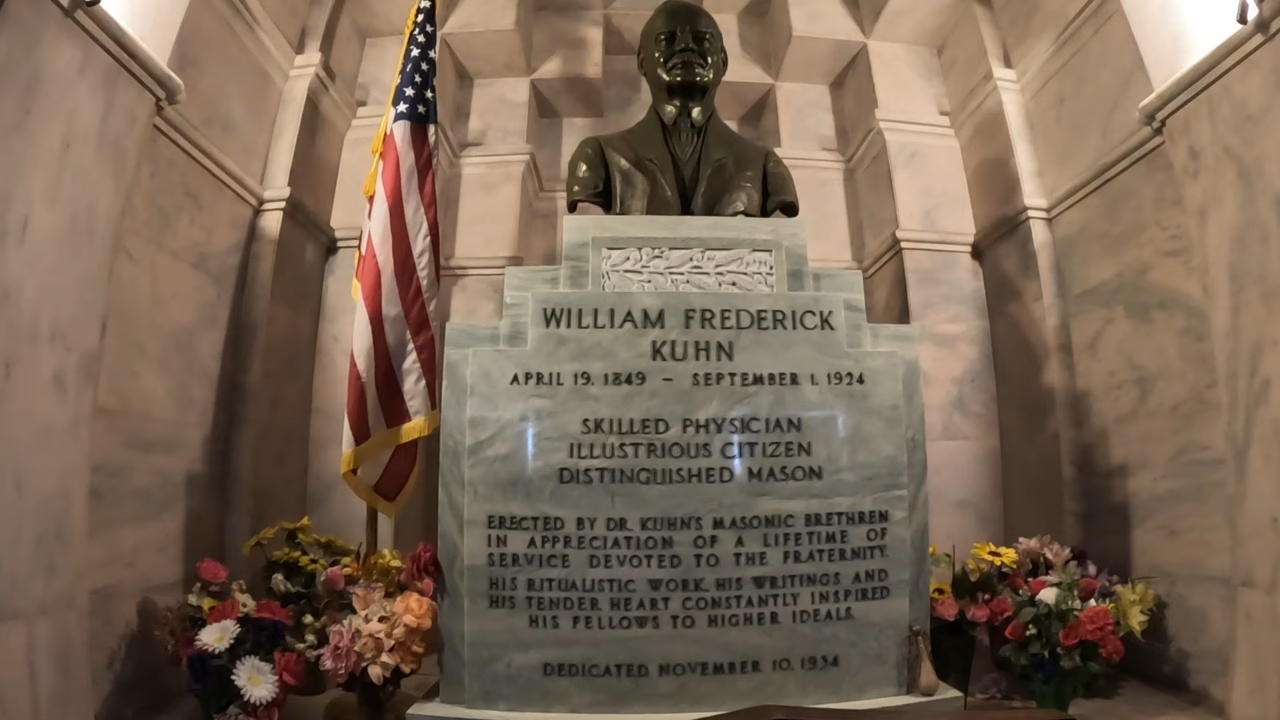 WILLIAM FREDERICK
KUHN
APRIL 19, 1849 – SEPTEMBER 1, 1924
SKILLED PHYSICIAN
ILLUSTRIOUS CITIZEN
DISTINGUISHED MASON
ERECTED BY DR. KUHN'S MASONIC BRETHREN
IN APPRECIATION OF A LIFETIME OF
SERVICE DEVOTED TO THE FRATERNITY.
HIS RITUALISTIC WORK, HIS WRITINGS AND
HIS TENDER HEART CONSTANTLY INSPIRED
HIS FELLOWS TO HIGHER IDEALS.
DEDICATED NOVEMBER 10, 1934